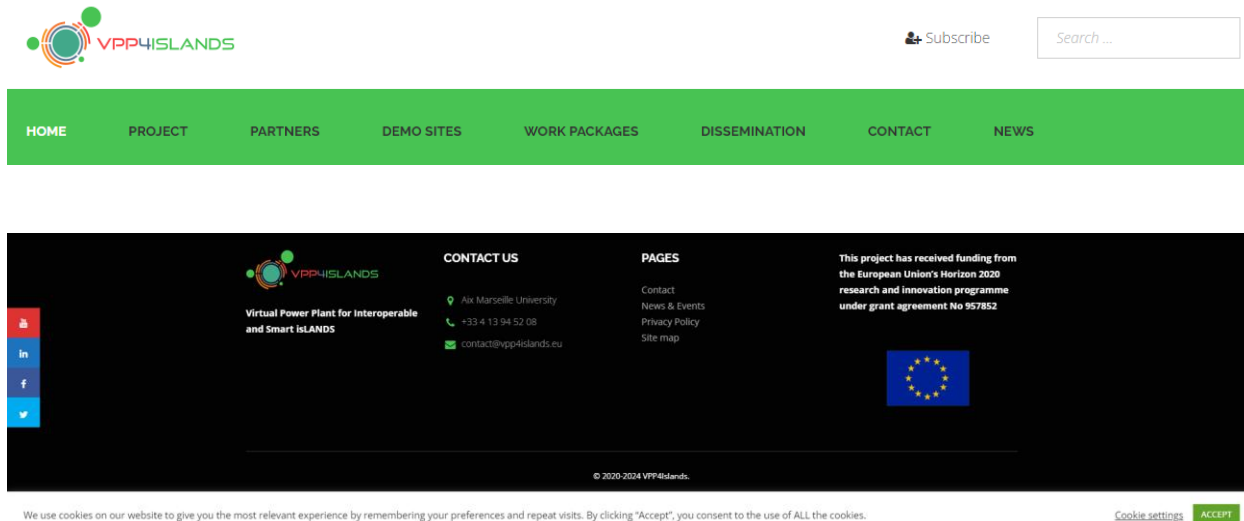 VPP4ISLANDS
Subscribe
Search ...
HOME PROJECT PARTNERS DEMO SITES WORK PACKAGES DISSEMINATION CONTACT NEWS
VPP4ISLANDS
Virtual Power Plant for Interoperable
and Smart isLANDS
CONTACT US
Aix Marseille University
+33 4 13 94 52 08
contact@vpp4islands.eu
PAGES
Contact
News & Events
Privacy Policy
Site map
This project has received funding from
the European Union's Horizon 2020
research and innovation programme
under grant agreement No 957852
© 2020-2024 VPP4Islands.
We use cookies on our website to give you the most relevant experience by remembering your preferences and repeat visits. By clicking "Accept", you consent to the use of ALL the cookies.
Cookie settings ACCEPT